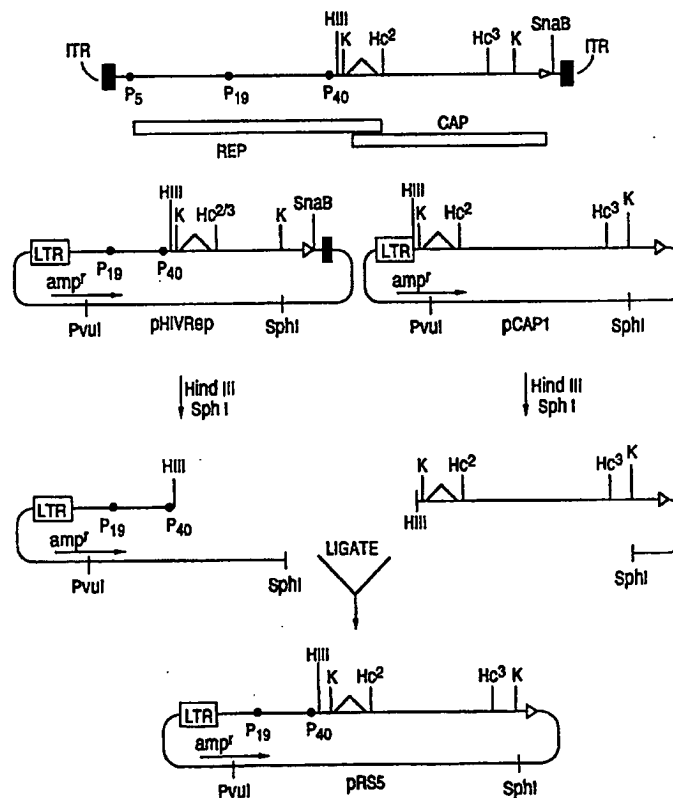 HIII
K
Hc2
Hc3
K
SnaB
ITR
ITR
P5
P19
P40
REP
CAP
HIII
K
Hc2/3
K
SnaB
LTR
P19
P40
ampr
PvuI
pHIVRep
SphI
HIII
K
Hc2
Hc3
K
LTR
ampr
PvuI
pCAP1
SphI
Hind III
Sph I
Hind III
Sph I
HIII
LTR
P19
P40
ampr
PvuI
SphI
K
Hc2
Hc3
K
HIII
SphI
LIGATE
HIII
K
Hc2
Hc3
K
LTR
P19
P40
ampr
PvuI
pRS5
SphI